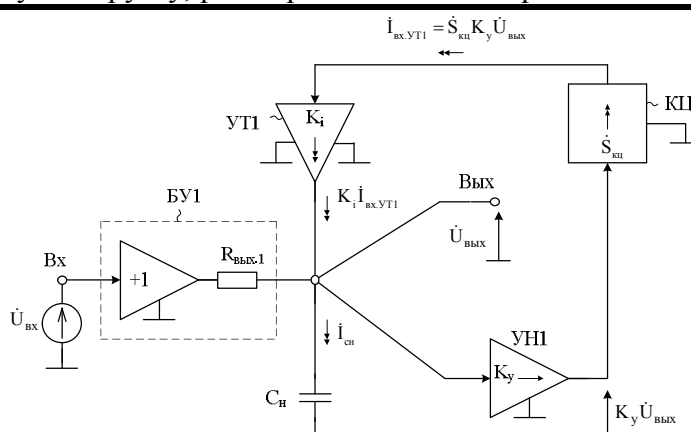 İвх.УТ1 = Ṡкц Kу U̇вых
КЦ
Ṡкц
УТ1
Ki
Ki İвх.УТ1
Вых
U̇вых
БУ1
Вх
+1
Rвых.1
U̇вх
İсн
УН1
Kу
Cн
KуU̇вых